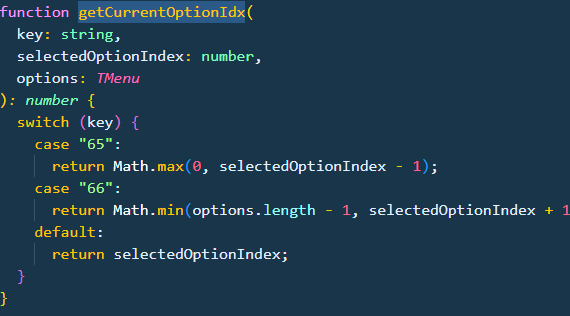 function getCurrentOptionIdx(
key: string,
selectedOptionIndex: number,
options: TMenu
): number {
switch (key) {
case "65":
return Math.max(0, selectedOptionIndex - 1);
case "66":
return Math.min(options.length - 1, selectedOptionIndex + 1
default:
return selectedOptionIndex;
}
}